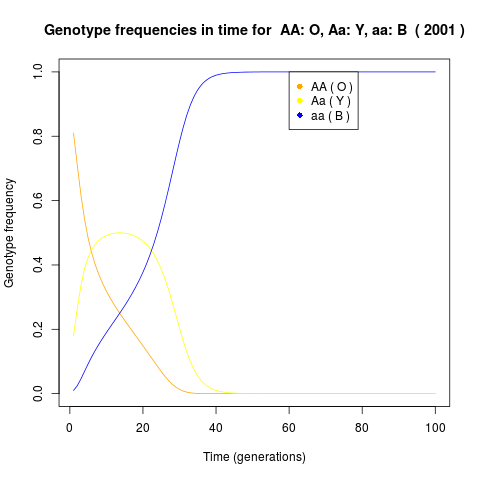 Genotype frequencies in time for  AA: O, Aa: Y, aa: B  ( 2001 )
Genotype frequency
1.0
0.8
0.6
0.4
0.2
0.0
AA ( O )
Aa ( Y )
aa ( B )
0 20 40 60 80 100
Time (generations)